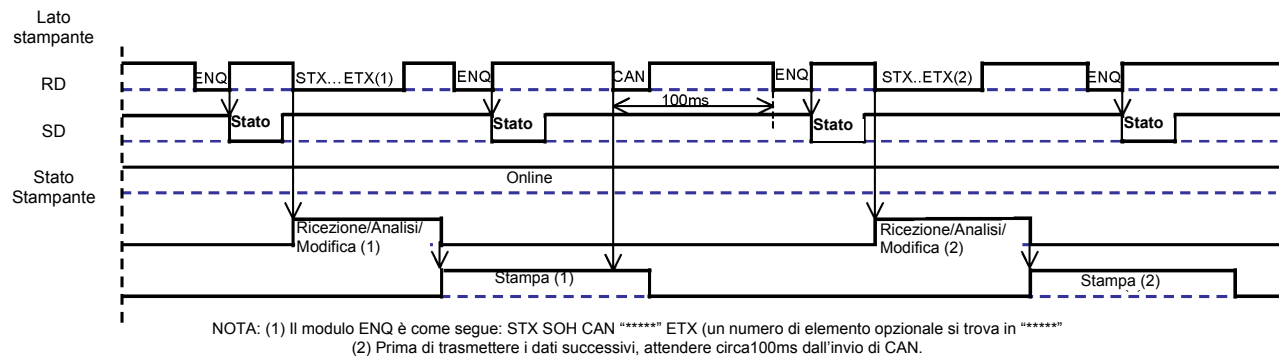 Lato
stampante
RD
ENQ
STX…ETX(1)
ENQ
CAN
ENQ
STX..ETX(2)
ENQ
100ms
SD
Stato
Stato
Stato
Stato
Stato
Stampante
Online
Ricezione/Analisi/
Modifica (1)
Ricezione/Analisi/
Modifica (2)
Stampa (1)
Stampa (2)
NOTA: (1) Il modulo ENQ è come segue: STX SOH CAN “*****” ETX (un numero di elemento opzionale si trova in “*****”
(2) Prima di trasmettere i dati successivi, attendere circa100ms dall’invio di CAN.